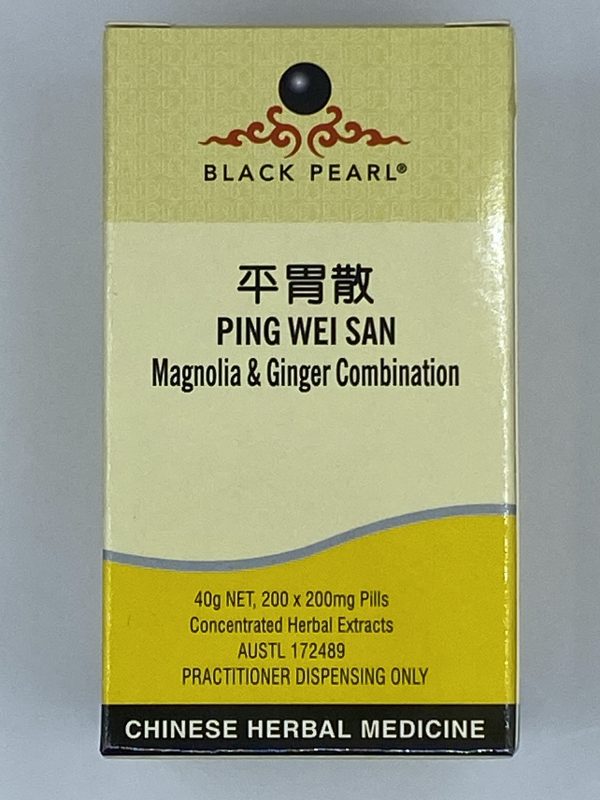 BLACK PEARL®
平胃散
PING WEI SAN
Magnolia & Ginger Combination
40g NET, 200 x 200mg Pills
Concentrated Herbal Extracts
AUSTL 172489
PRACTITIONER DISPENSING ONLY
CHINESE HERBAL MEDICINE